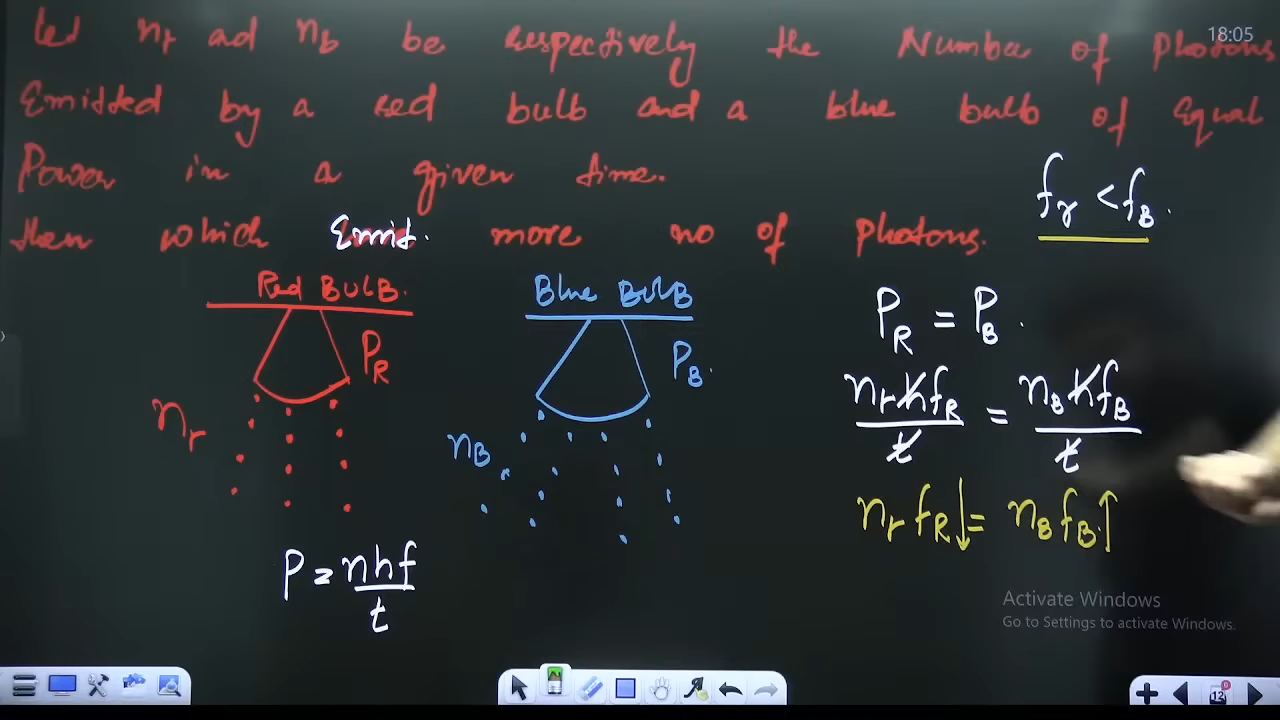 18:05
Let nr ad nb be respectively the Number of photons
Emitted by a red bulb and a blue bulb of Equal
Power in a given time.
then which Emit. more no of photons.
fr < fB.
Red BULB.
Blue BULB
PR
PB.
nr
nB
P = nhf/t
PR = PB.
nr h fR / t = nB h fB / t
nr fR ↓ = nB fB. ↑
Activate Windows
Go to Settings to activate Windows.
12